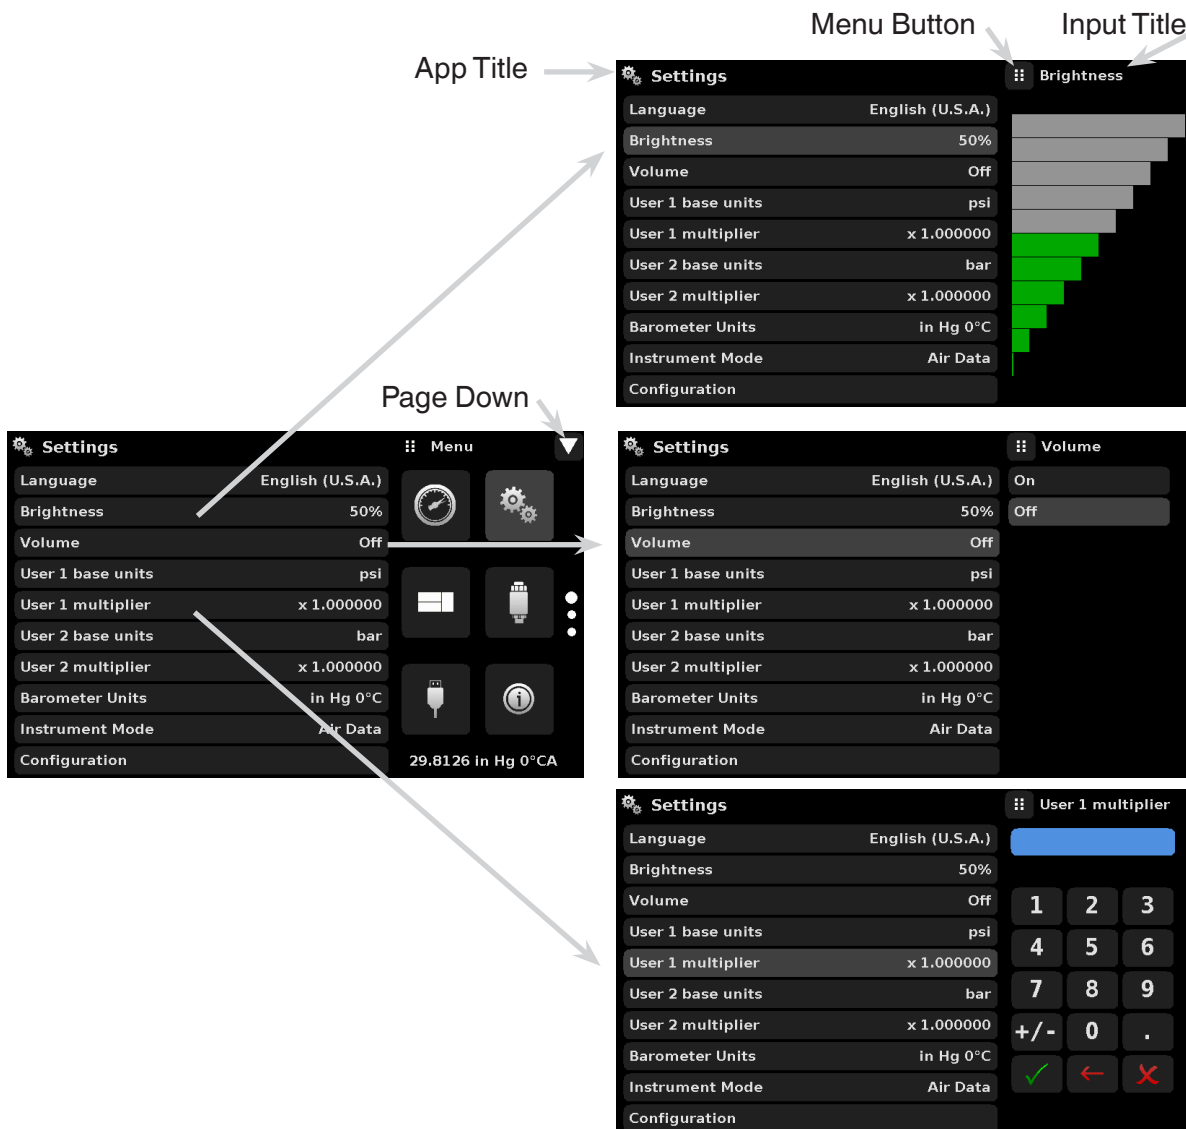 Menu Button
Input Title
App Title
Settings
Brightness
Language English (U.S.A.)
Brightness 50%
Volume Off
User 1 base units psi
User 1 multiplier x 1.000000
User 2 base units bar
User 2 multiplier x 1.000000
Barometer Units in Hg 0°C
Instrument Mode Air Data
Configuration
Page Down
Settings
Menu
Language English (U.S.A.)
Brightness 50%
Volume Off
User 1 base units psi
User 1 multiplier x 1.000000
User 2 base units bar
User 2 multiplier x 1.000000
Barometer Units in Hg 0°C
Instrument Mode Air Data
Configuration
29.8126 in Hg 0°CA
Settings
Volume
Language English (U.S.A.)
Brightness 50%
Volume Off
User 1 base units psi
User 1 multiplier x 1.000000
User 2 base units bar
User 2 multiplier x 1.000000
Barometer Units in Hg 0°C
Instrument Mode Air Data
Configuration
On
Off
Settings
User 1 multiplier
Language English (U.S.A.)
Brightness 50%
Volume Off
User 1 base units psi
User 1 multiplier x 1.000000
User 2 base units bar
User 2 multiplier x 1.000000
Barometer Units in Hg 0°C
Instrument Mode Air Data
Configuration
1 2 3
4 5 6
7 8 9
+/- 0 .